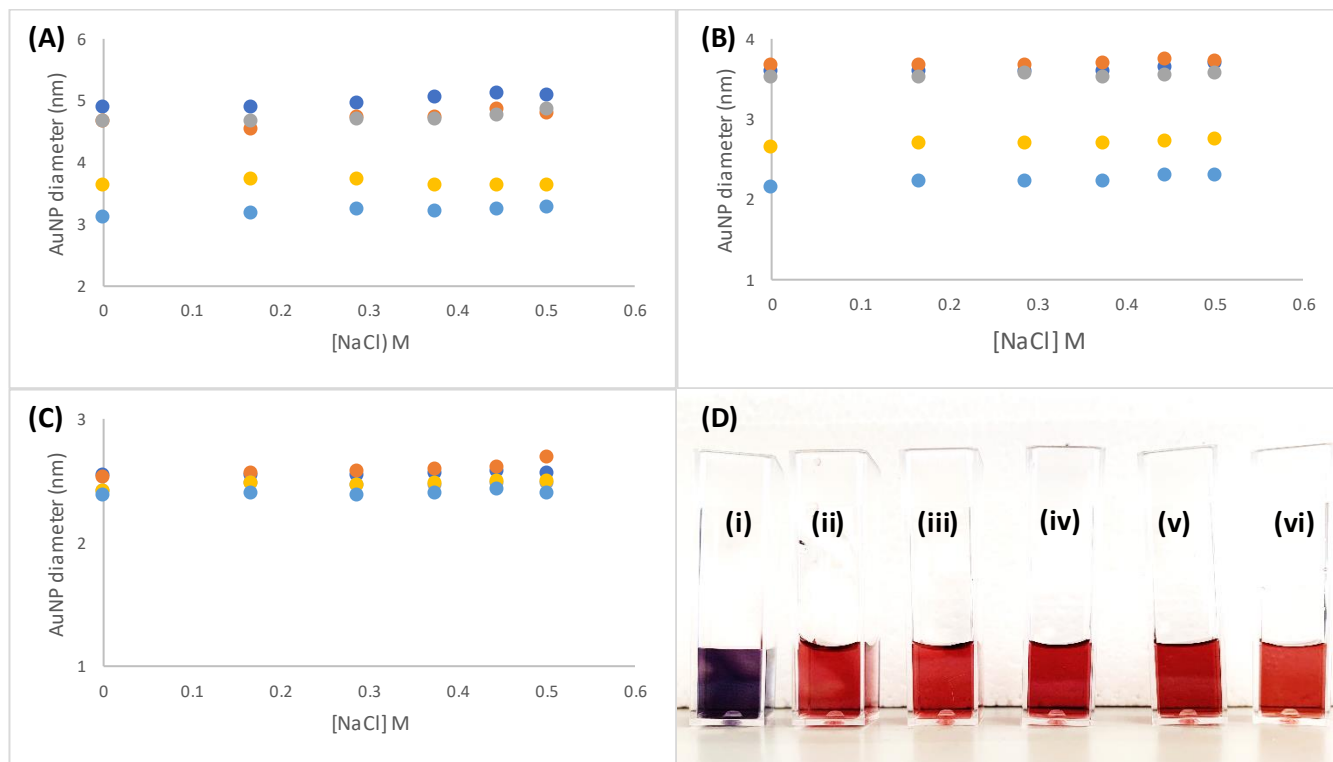 (A)
AuNP diameter (nm)
6
5
4
3
2
0 0.1 0.2 0.3 0.4 0.5 0.6
[NaCl) M
(B)
AuNP diameter (nm)
4
3
2
1
0 0.1 0.2 0.3 0.4 0.5 0.6
[NaCl] M
(C)
AuNP diameter (nm)
3
2
1
0 0.1 0.2 0.3 0.4 0.5 0.6
[NaCl] M
(D)
(i) (ii) (iii) (iv) (v) (vi)